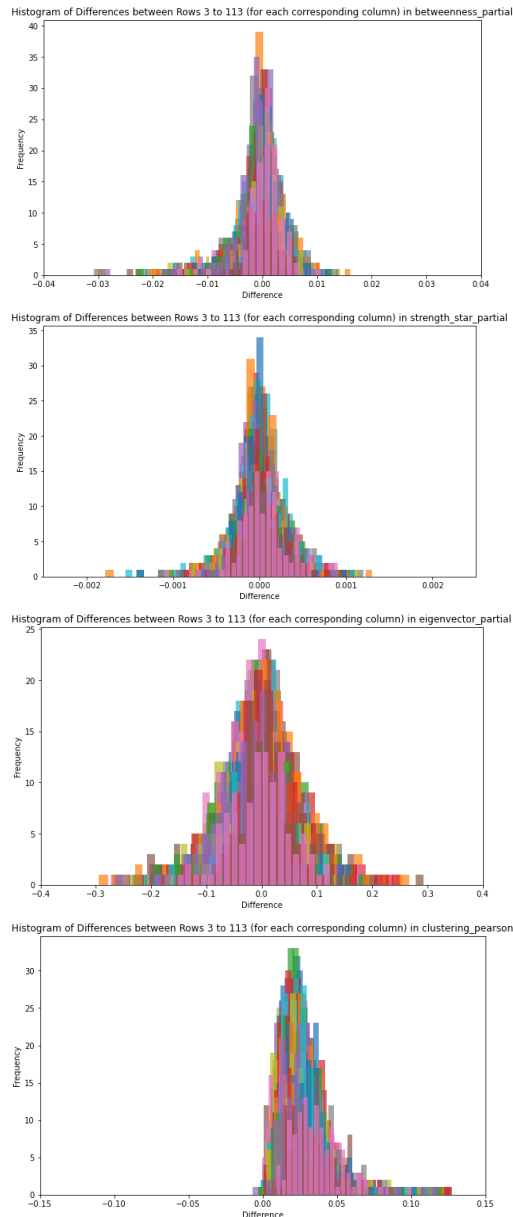 Histogram of Differences between Rows 3 to 113 (for each corresponding column) in betweenness_partial
40
35
30
25
20
15
10
5
0
Frequency
−0.04 −0.03 −0.02 −0.01 0.00 0.01 0.02 0.03 0.04
Difference
Histogram of Differences between Rows 3 to 113 (for each corresponding column) in strength_star_partial
35
30
25
20
15
10
5
0
Frequency
−0.002 −0.001 0.000 0.001 0.002
Difference
Histogram of Differences between Rows 3 to 113 (for each corresponding column) in eigenvector_partial
25
20
15
10
5
0
Frequency
−0.4 −0.3 −0.2 −0.1 0.0 0.1 0.2 0.3 0.4
Difference
Histogram of Differences between Rows 3 to 113 (for each corresponding column) in clustering_pearson
30
25
20
15
10
5
0
Frequency
−0.15 −0.10 −0.05 0.00 0.05 0.10 0.15
Difference